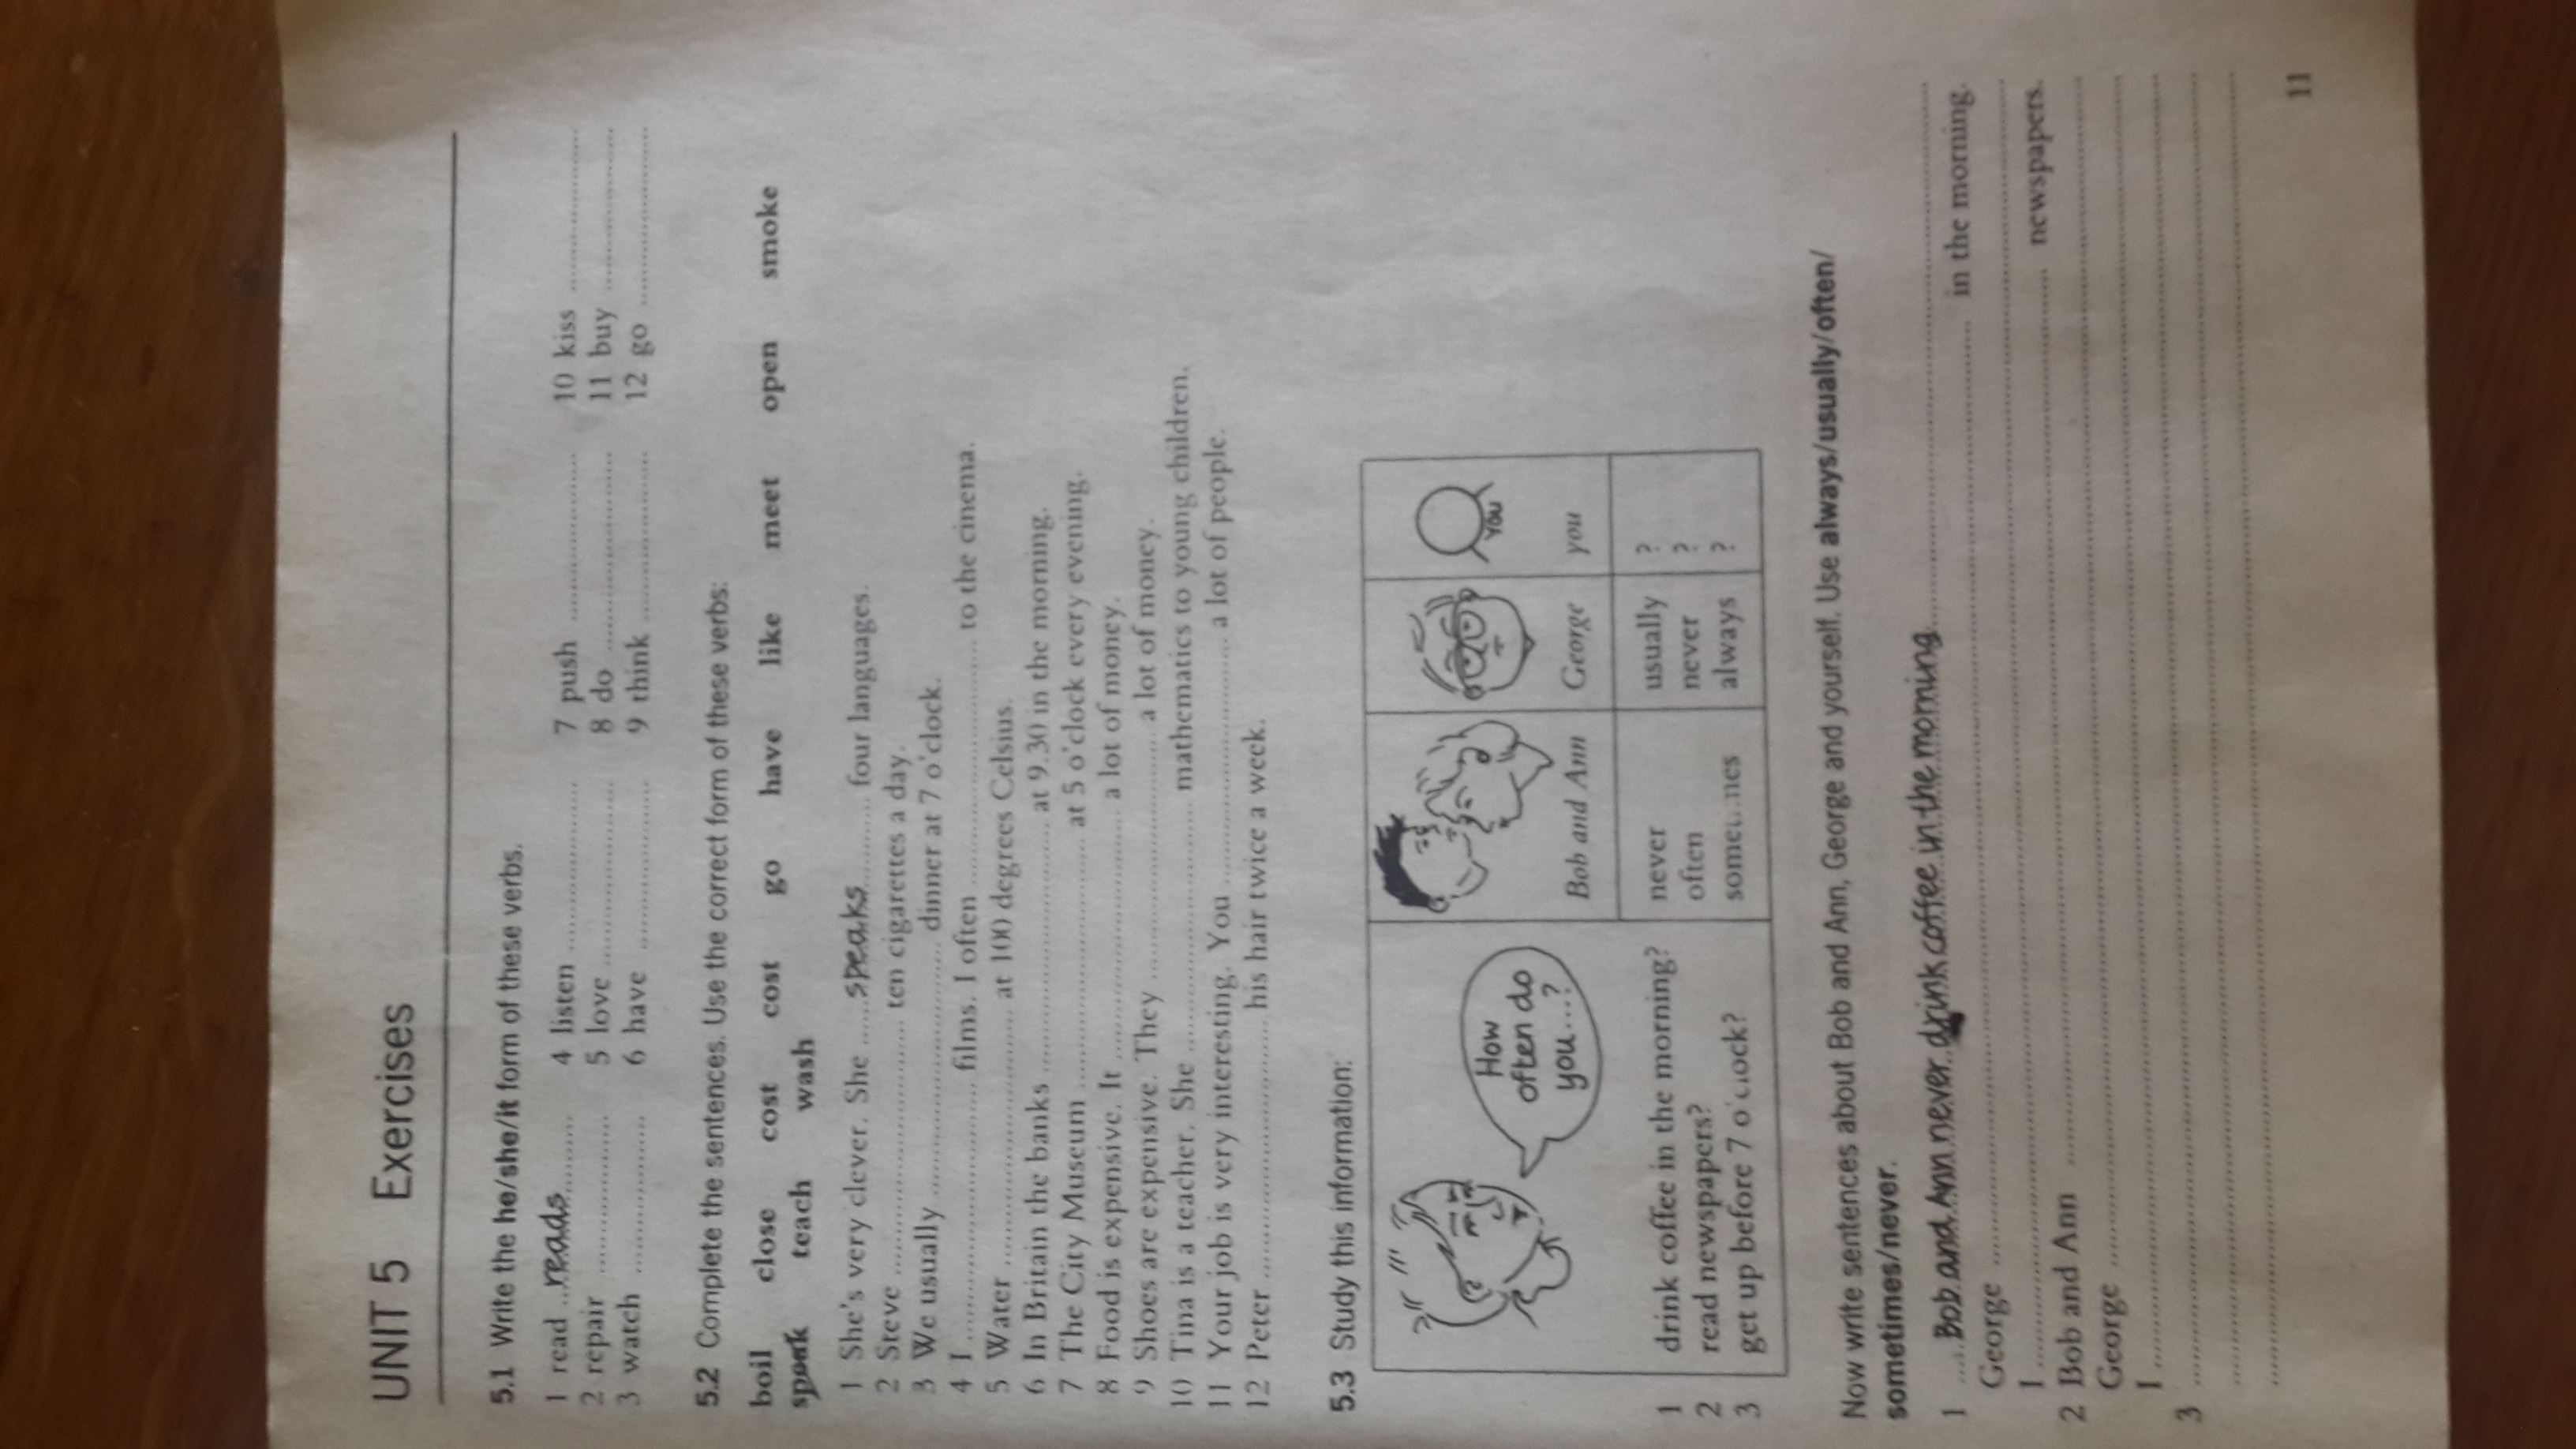 UNIT 5 Exercises
5.1 Write the he/she/it form of these verbs.
1 read ...reads............ 4 listen ........................ 7 push ........................ 10 kiss ........................
2 repair ........................ 5 love ........................ 8 do ........................ 11 buy ........................
3 watch ........................ 6 have ........................ 9 think ........................ 12 go ........................
5.2 Complete the sentences. Use the correct form of these verbs:
boil close cost cost go have like meet open smoke
speak teach wash
1 She's very clever. She ......speaks............ four languages.
2 Steve ................................ ten cigarettes a day.
3 We usually ................................ dinner at 7 o'clock.
4 I ................................ films. I often ................................ to the cinema.
5 Water ................................ at 100 degrees Celsius.
6 In Britain the banks ................................ at 9.30 in the morning.
7 The City Museum ................................ at 5 o'clock every evening.
8 Food is expensive. It ................................ a lot of money.
9 Shoes are expensive. They ................................ a lot of money.
10 Tina is a teacher. She ................................ mathematics to young children.
11 Your job is very interesting. You ................................ a lot of people.
12 Peter ................................ his hair twice a week.
5.3 Study this information:
How
often do
you...?
YOU
Bob and Ann George you
1 drink coffee in the morning? never usually ?
2 read newspapers? often never ?
3 get up before 7 o'clock? sometimes always ?
Now write sentences about Bob and Ann, George and yourself. Use always/usually/often/
sometimes/never.
1 .....Bob and Ann never drink coffee in the morning................................
George ................................ in the morning.
I ................................
2 Bob and Ann ................................ newspapers.
George ................................
I ................................
3 ................................
................................
................................
11